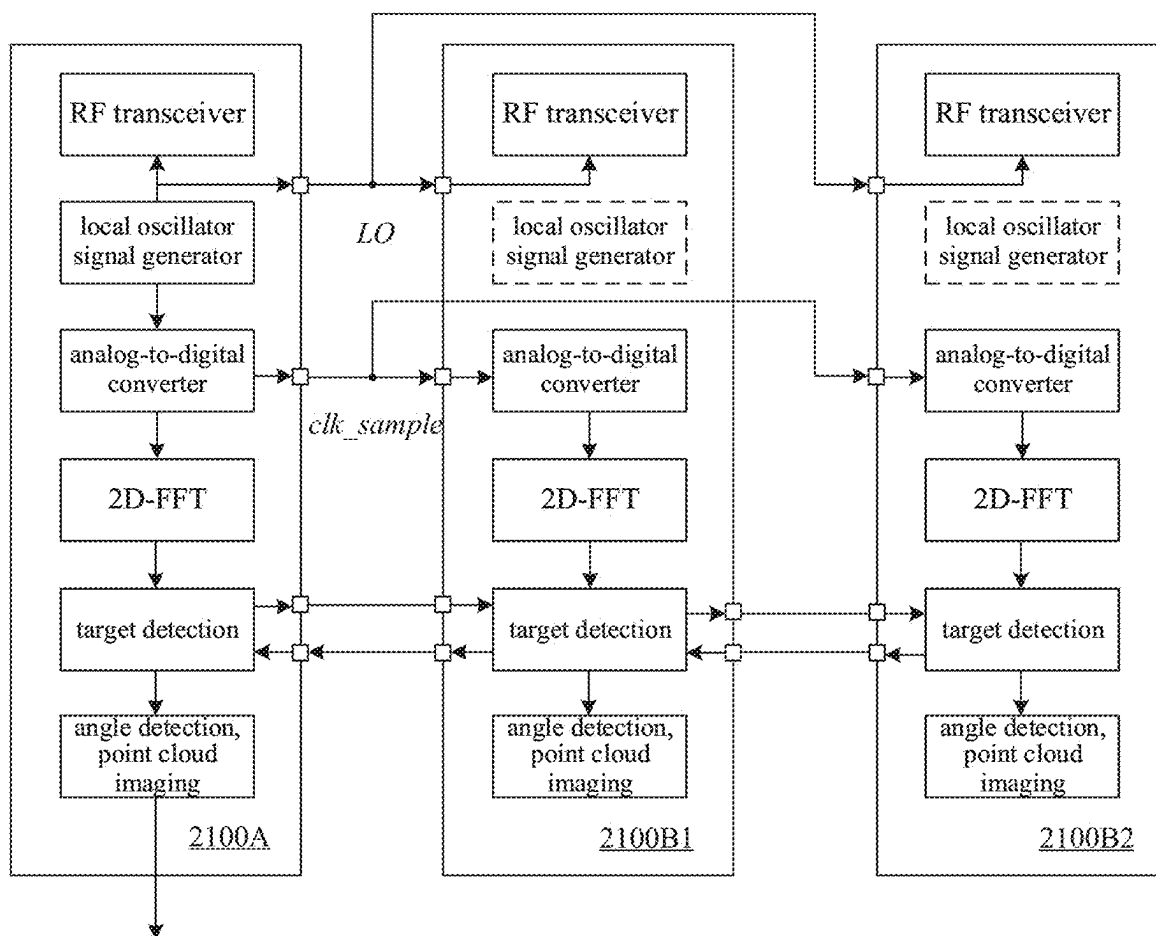 RF transceiver
local oscillator
signal generator
analog-to-digital
converter
2D-FFT
target detection
angle detection,
point cloud
imaging
2100A
LO
clk_sample
RF transceiver
local oscillator
signal generator
analog-to-digital
converter
2D-FFT
target detection
angle detection,
point cloud
imaging
2100B1
RF transceiver
local oscillator
signal generator
analog-to-digital
converter
2D-FFT
target detection
angle detection,
point cloud
imaging
2100B2